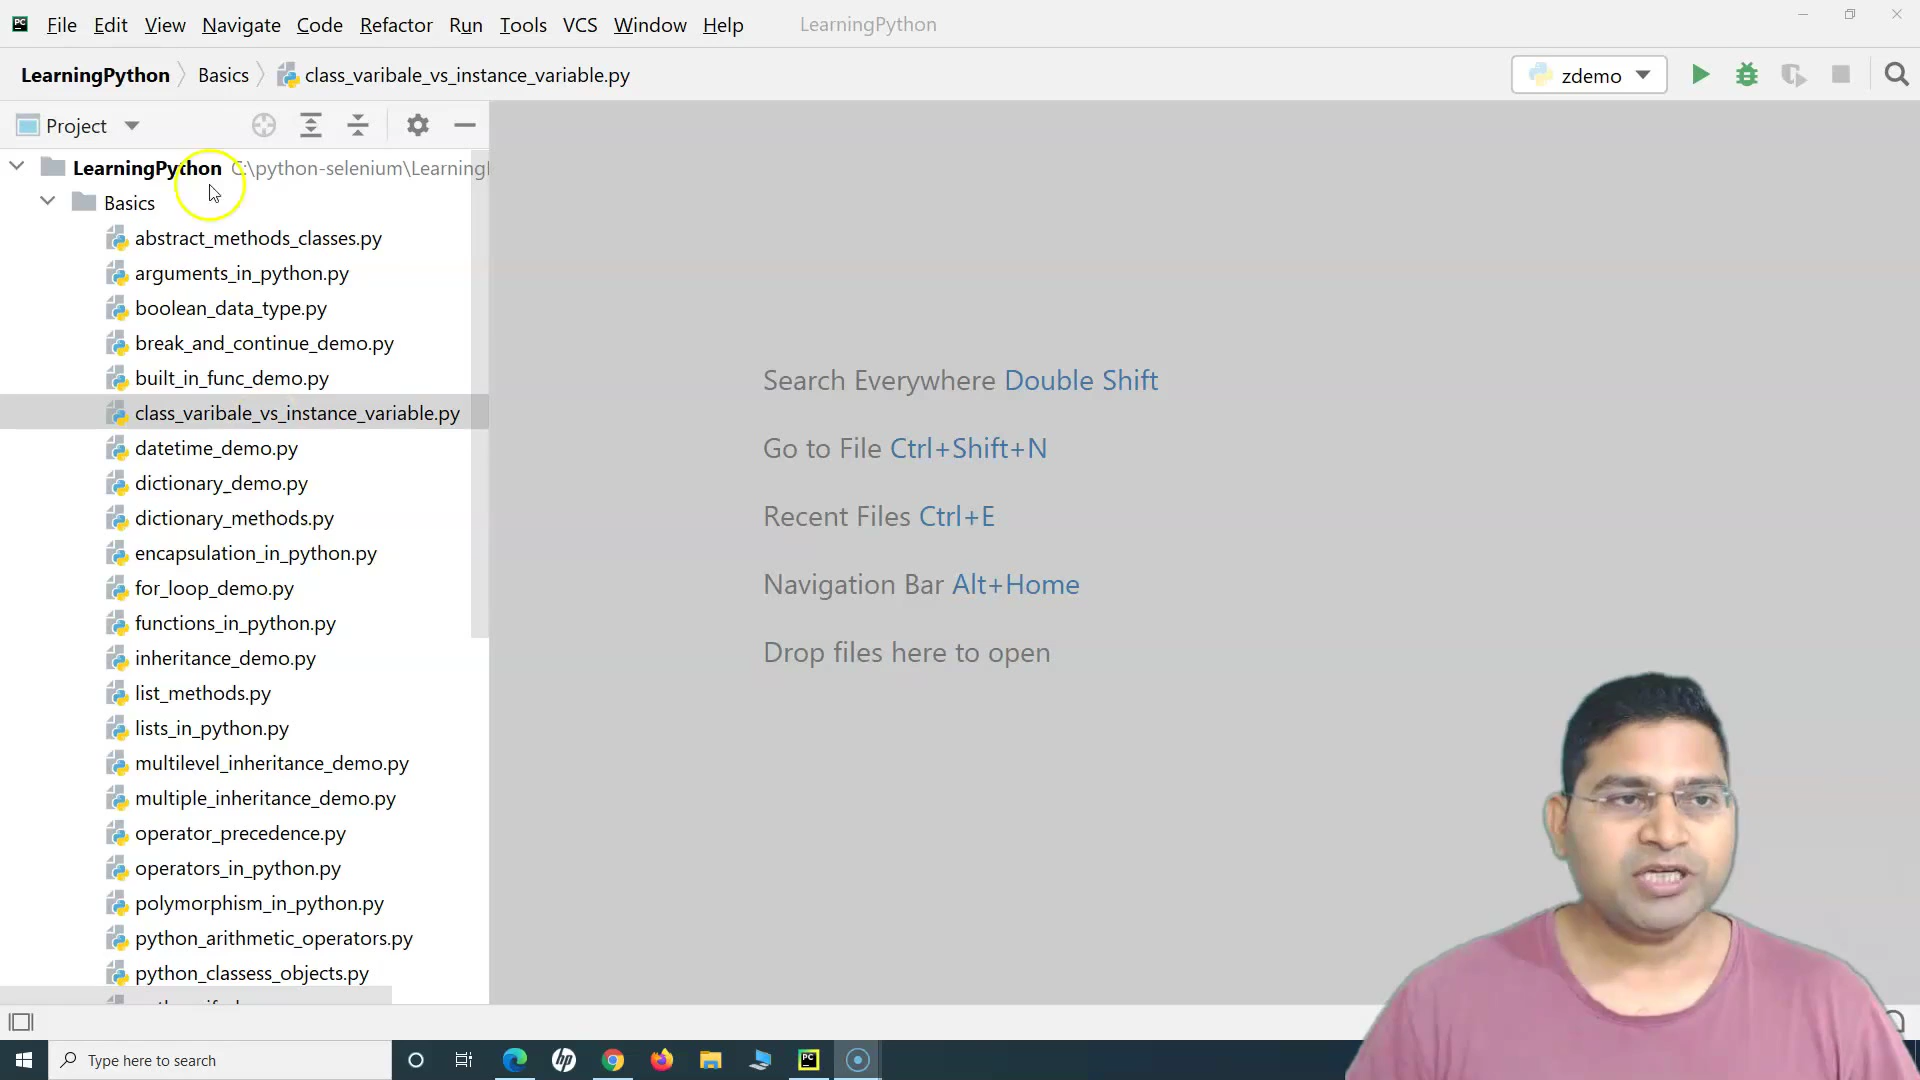 File Edit View Navigate Code Refactor Run Tools VCS Window Help LearningPython
LearningPython Basics class_varibale_vs_instance_variable.py zdemo
Project
LearningPython C:\python-selenium\Learning
Basics
abstract_methods_classes.py
arguments_in_python.py
boolean_data_type.py
break_and_continue_demo.py
built_in_func_demo.py
class_varibale_vs_instance_variable.py
datetime_demo.py
dictionary_demo.py
dictionary_methods.py
encapsulation_in_python.py
for_loop_demo.py
functions_in_python.py
inheritance_demo.py
list_methods.py
lists_in_python.py
multilevel_inheritance_demo.py
multiple_inheritance_demo.py
operator_precedence.py
operators_in_python.py
polymorphism_in_python.py
python_arithmetic_operators.py
python_classess_objects.py
Search Everywhere Double Shift
Go to File Ctrl+Shift+N
Recent Files Ctrl+E
Navigation Bar Alt+Home
Drop files here to open
Type here to search